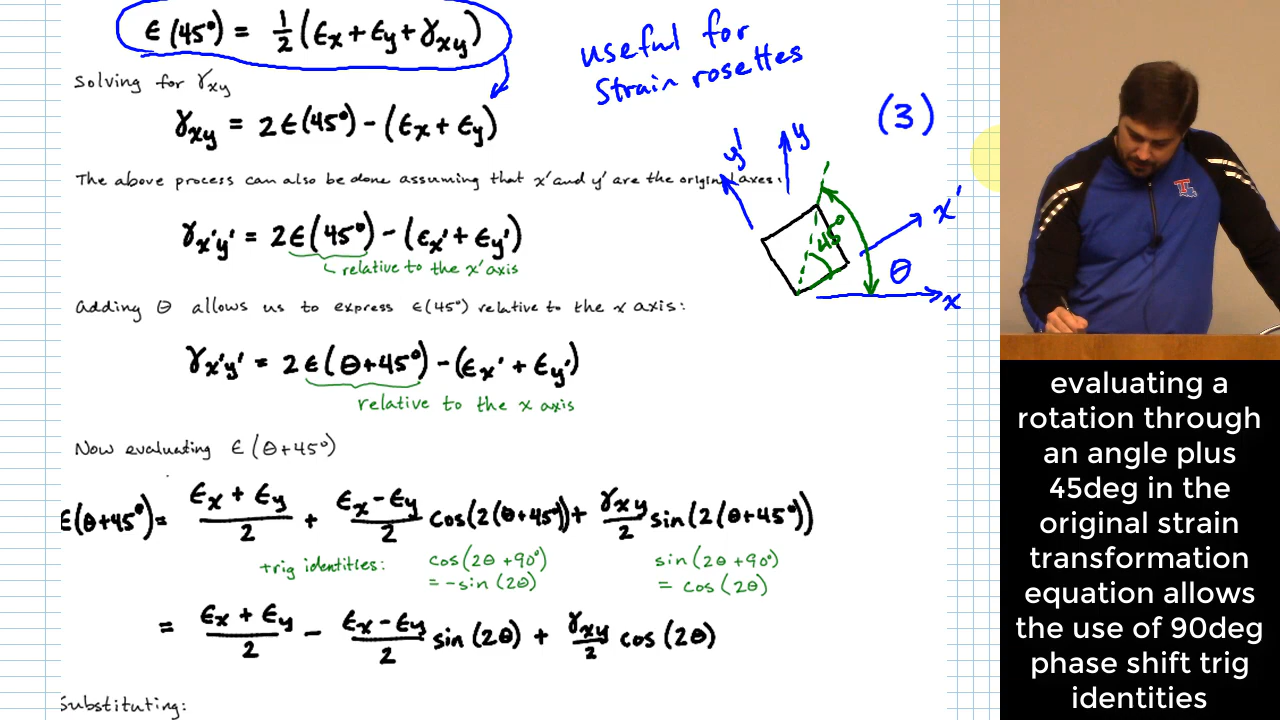 ε(45°) = 1/2 (εx + εy + γxy)
useful for
strain rosettes
Solving for γxy
γxy = 2ε(45°) - (εx + εy)
(3)
y'
y
The above process can also be done assuming that x' and y' are the original axes:
x'
45°
γx'y' = 2ε(45°) - (εx' + εy')
relative to the x' axis
θ
x
Adding θ allows us to express ε(45°) relative to the x axis:
γx'y' = 2ε(θ+45°) - (εx' + εy')
relative to the x axis
Now evaluating ε(θ+45°)
ε(θ+45°) = (εx + εy)/2 + (εx - εy)/2 cos(2(θ+45°)) + γxy/2 sin(2(θ+45°))
trig identities: cos(2θ+90°) sin(2θ+90°)
= -sin(2θ) = cos(2θ)
= (εx + εy)/2 - (εx - εy)/2 sin(2θ) + γxy/2 cos(2θ)
Substituting:
evaluating a
rotation through
an angle plus
45deg in the
original strain
transformation
equation allows
the use of 90deg
phase shift trig
identities